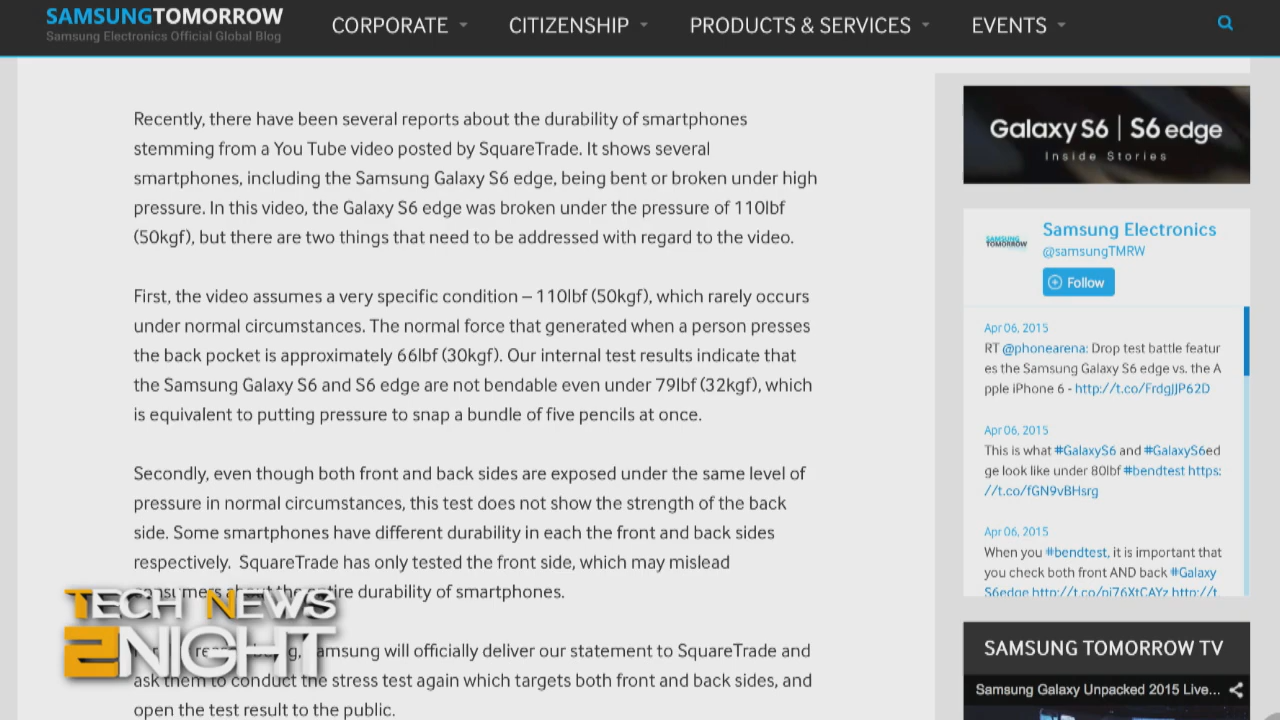 SAMSUNGTOMORROW
Samsung Electronics Official Global Blog
CORPORATE
CITIZENSHIP
PRODUCTS & SERVICES
EVENTS
Recently, there have been several reports about the durability of smartphones
stemming from a You Tube video posted by SquareTrade. It shows several
smartphones, including the Samsung Galaxy S6 edge, being bent or broken under high
pressure. In this video, the Galaxy S6 edge was broken under the pressure of 110lbf
(50kgf), but there are two things that need to be addressed with regard to the video.
First, the video assumes a very specific condition – 110lbf (50kgf), which rarely occurs
under normal circumstances. The normal force that generated when a person presses
the back pocket is approximately 66lbf (30kgf). Our internal test results indicate that
the Samsung Galaxy S6 and S6 edge are not bendable even under 79lbf (32kgf), which
is equivalent to putting pressure to snap a bundle of five pencils at once.
Secondly, even though both front and back sides are exposed under the same level of
pressure in normal circumstances, this test does not show the strength of the back
side. Some smartphones have different durability in each the front and back sides
respectively. SquareTrade has only tested the front side, which may mislead
consumers about the entire durability of smartphones.
Samsung will officially deliver our statement to SquareTrade and
ask them to conduct the stress test again which targets both front and back sides, and
open the test result to the public.
TECH NEWS
2NIGHT
Galaxy S6 | S6 edge
Inside Stories
SAMSUNG
TOMORROW
Samsung Electronics
@samsungTMRW
Follow
Apr 06, 2015
RT @phonearena: Drop test battle featur
es the Samsung Galaxy S6 edge vs. the A
pple iPhone 6 - http://t.co/FrdgJJP62D
Apr 06, 2015
This is what #GalaxyS6 and #GalaxyS6ed
ge look like under 80lbf #bendtest https:
//t.co/fGN9vBHsrg
Apr 06, 2015
When you #bendtest, it is important that
you check both front AND back #Galaxy
S6edge http://t.co/pi76XtCAYz http://t
SAMSUNG TOMORROW TV
Samsung Galaxy Unpacked 2015 Live...